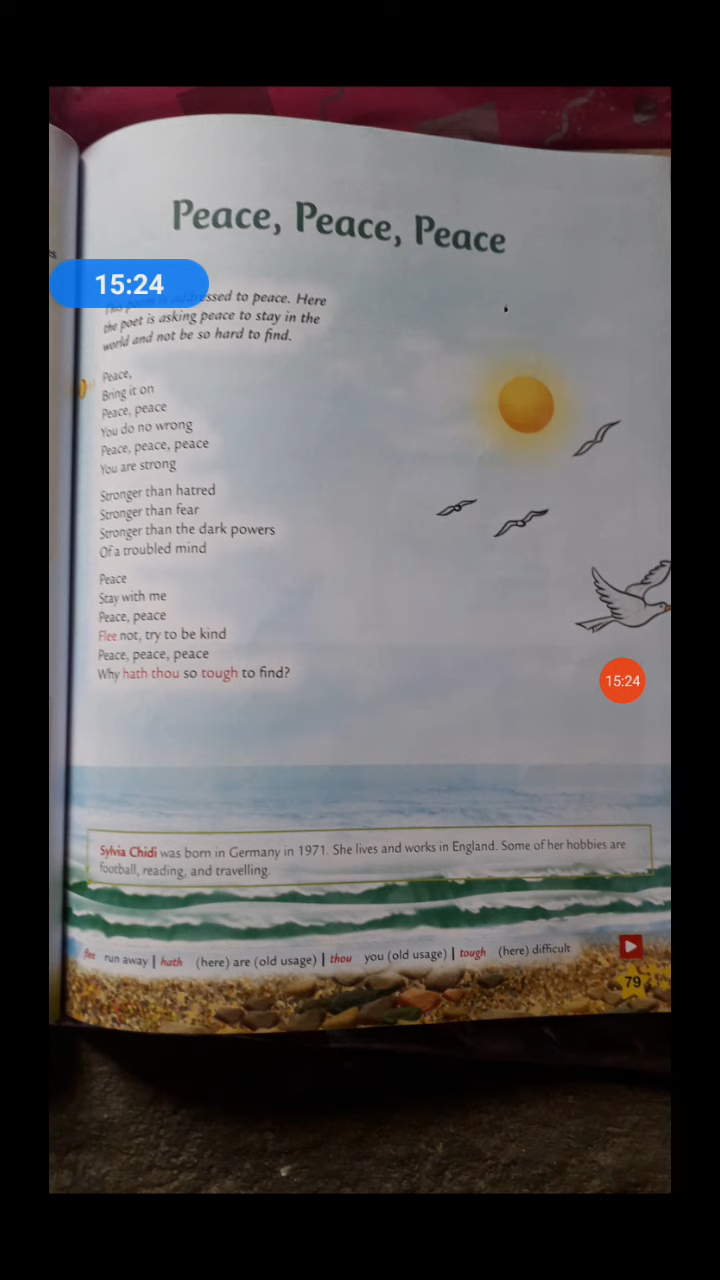 Peace, Peace, Peace
15:24
addressed to peace. Here
the poet is asking peace to stay in the
world and not be so hard to find.
Peace,
Bring it on
Peace, peace
You do no wrong
Peace, peace, peace
You are strong
Stronger than hatred
Stronger than fear
Stronger than the dark powers
Of a troubled mind
Peace
Stay with me
Peace, peace
Flee not, try to be kind
Peace, peace, peace
Why hath thou so tough to find?
15:24
Sylvia Chidi was born in Germany in 1971. She lives and works in England. Some of her hobbies are
football, reading, and travelling.
flee run away | hath (here) are (old usage) | thou you (old usage) | tough (here) difficult
79